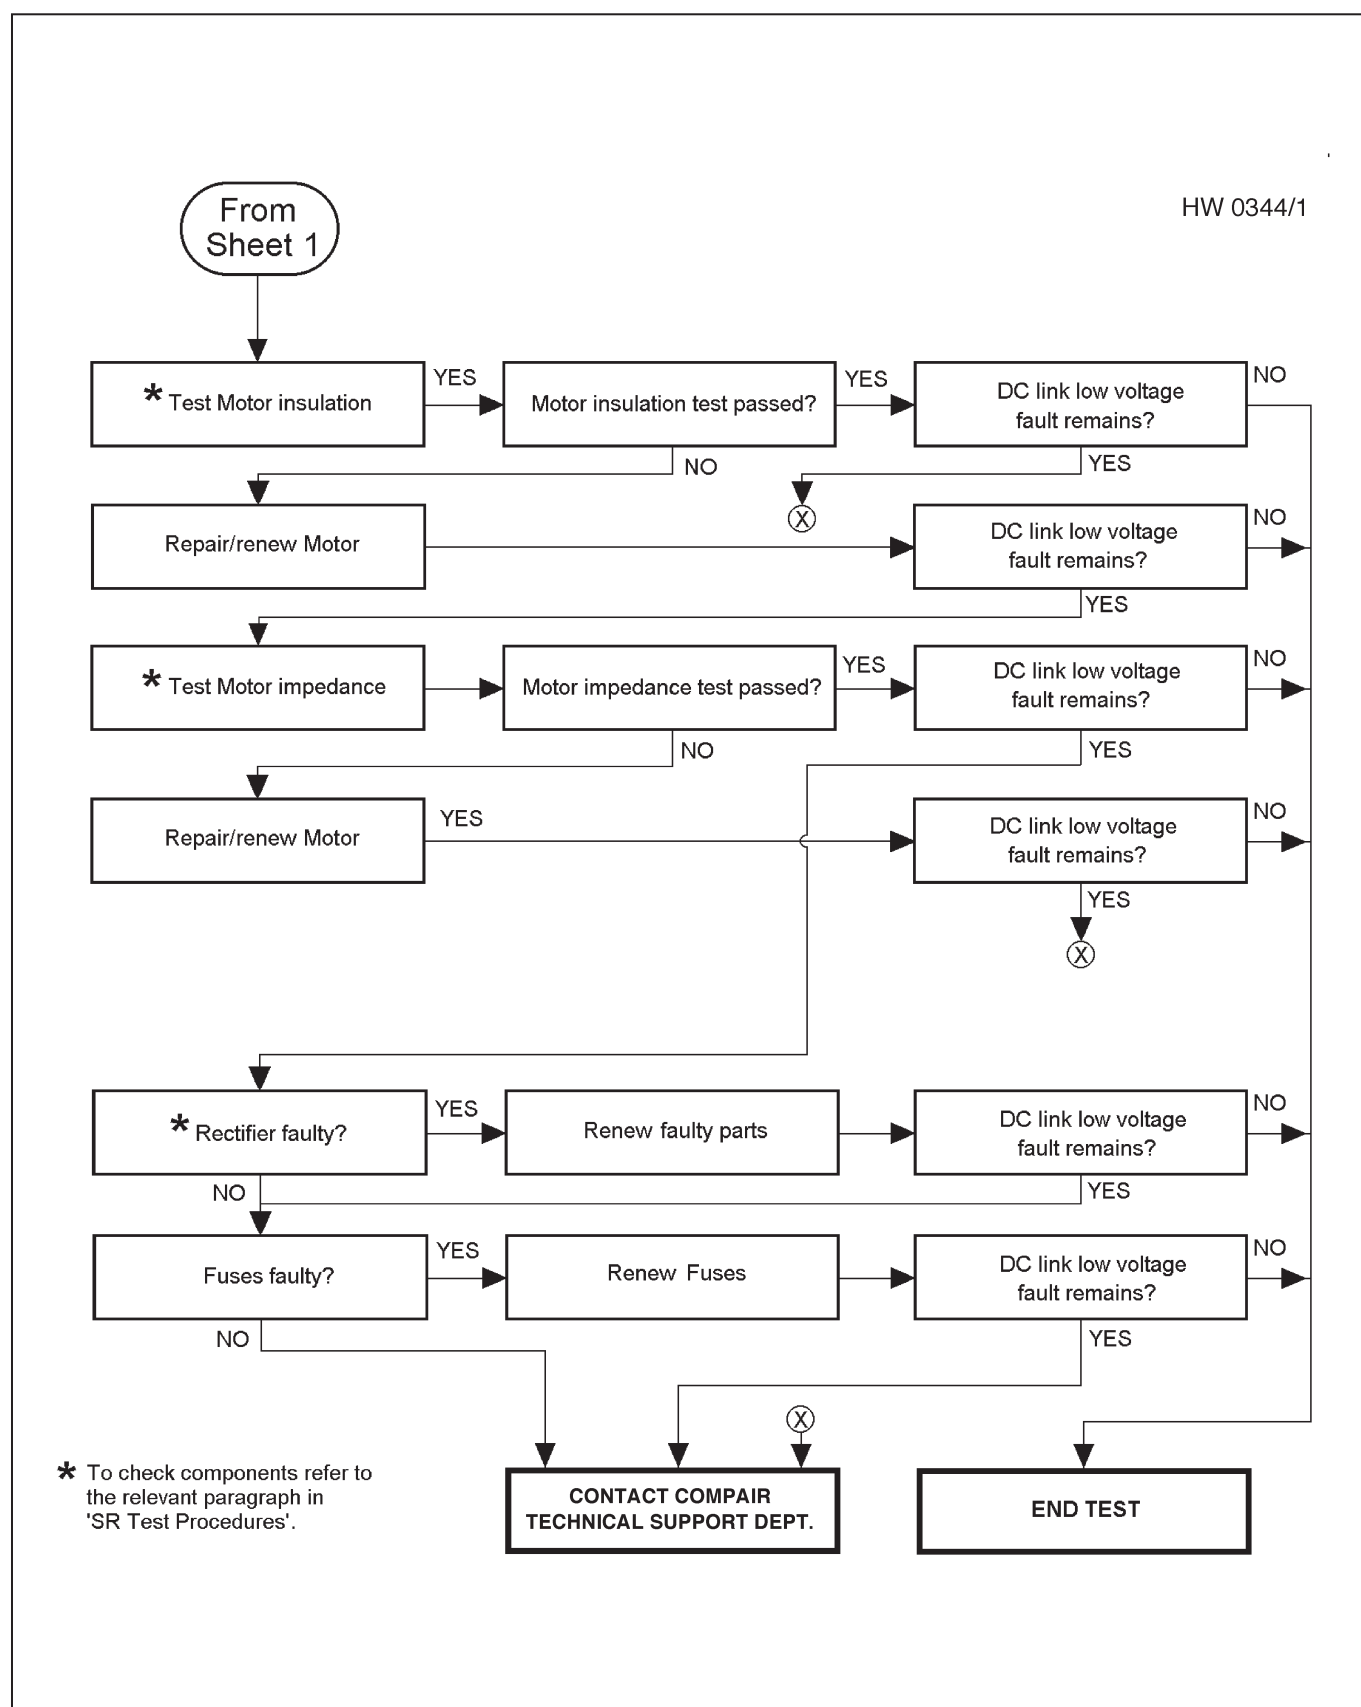 HW 0344/1
From
Sheet 1
* Test Motor insulation
YES
Motor insulation test passed?
YES
DC link low voltage
fault remains?
NO
NO
YES
X
Repair/renew Motor
DC link low voltage
fault remains?
NO
YES
* Test Motor impedance
Motor impedance test passed?
YES
DC link low voltage
fault remains?
NO
NO
YES
Repair/renew Motor
YES
DC link low voltage
fault remains?
NO
YES
X
* Rectifier faulty?
YES
Renew faulty parts
DC link low voltage
fault remains?
NO
NO
YES
Fuses faulty?
YES
Renew Fuses
DC link low voltage
fault remains?
NO
NO
YES
X
* To check components refer to
the relevant paragraph in
'SR Test Procedures'.
CONTACT COMPAIR
TECHNICAL SUPPORT DEPT.
END TEST